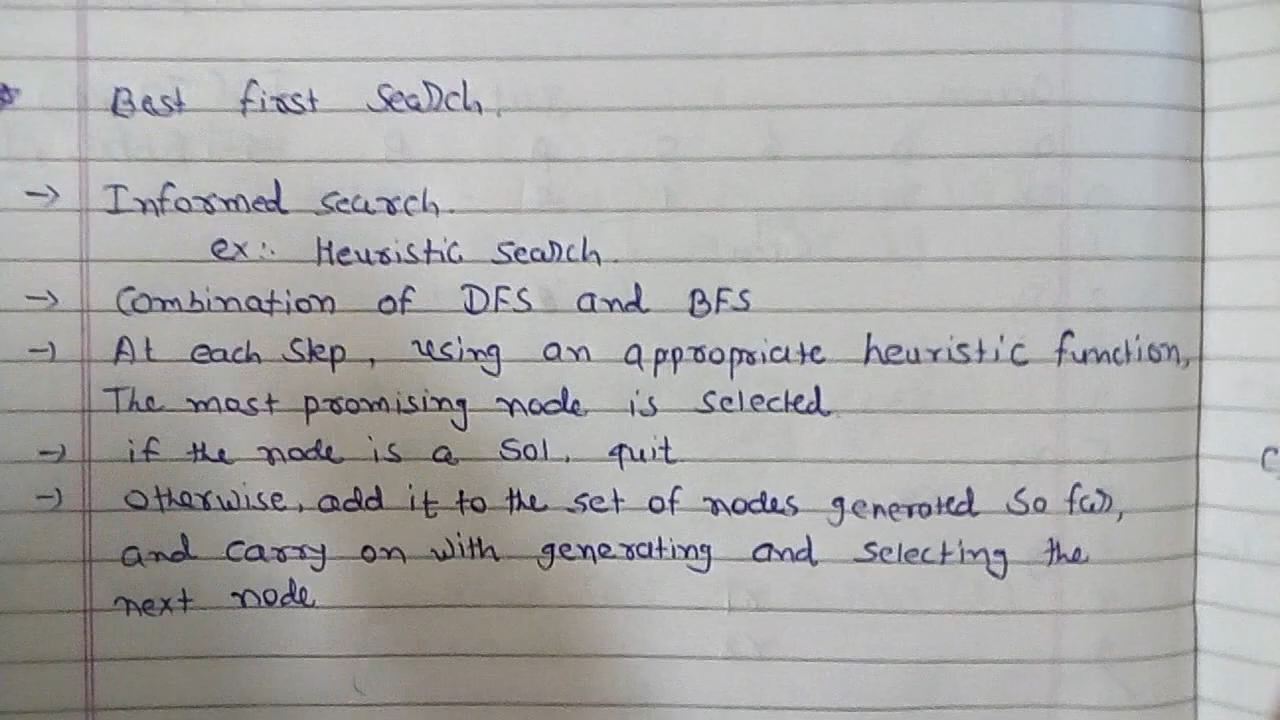 Best first search.
→ Informed search.
ex:. Heuristic search.
→ Combination of DFS and BFS
→ At each step, using an appropriate heuristic function,
The most promising node is selected
→ if the node is a sol. quit
→ otherwise, add it to the set of nodes generated so far,
and carry on with generating and selecting the
next node